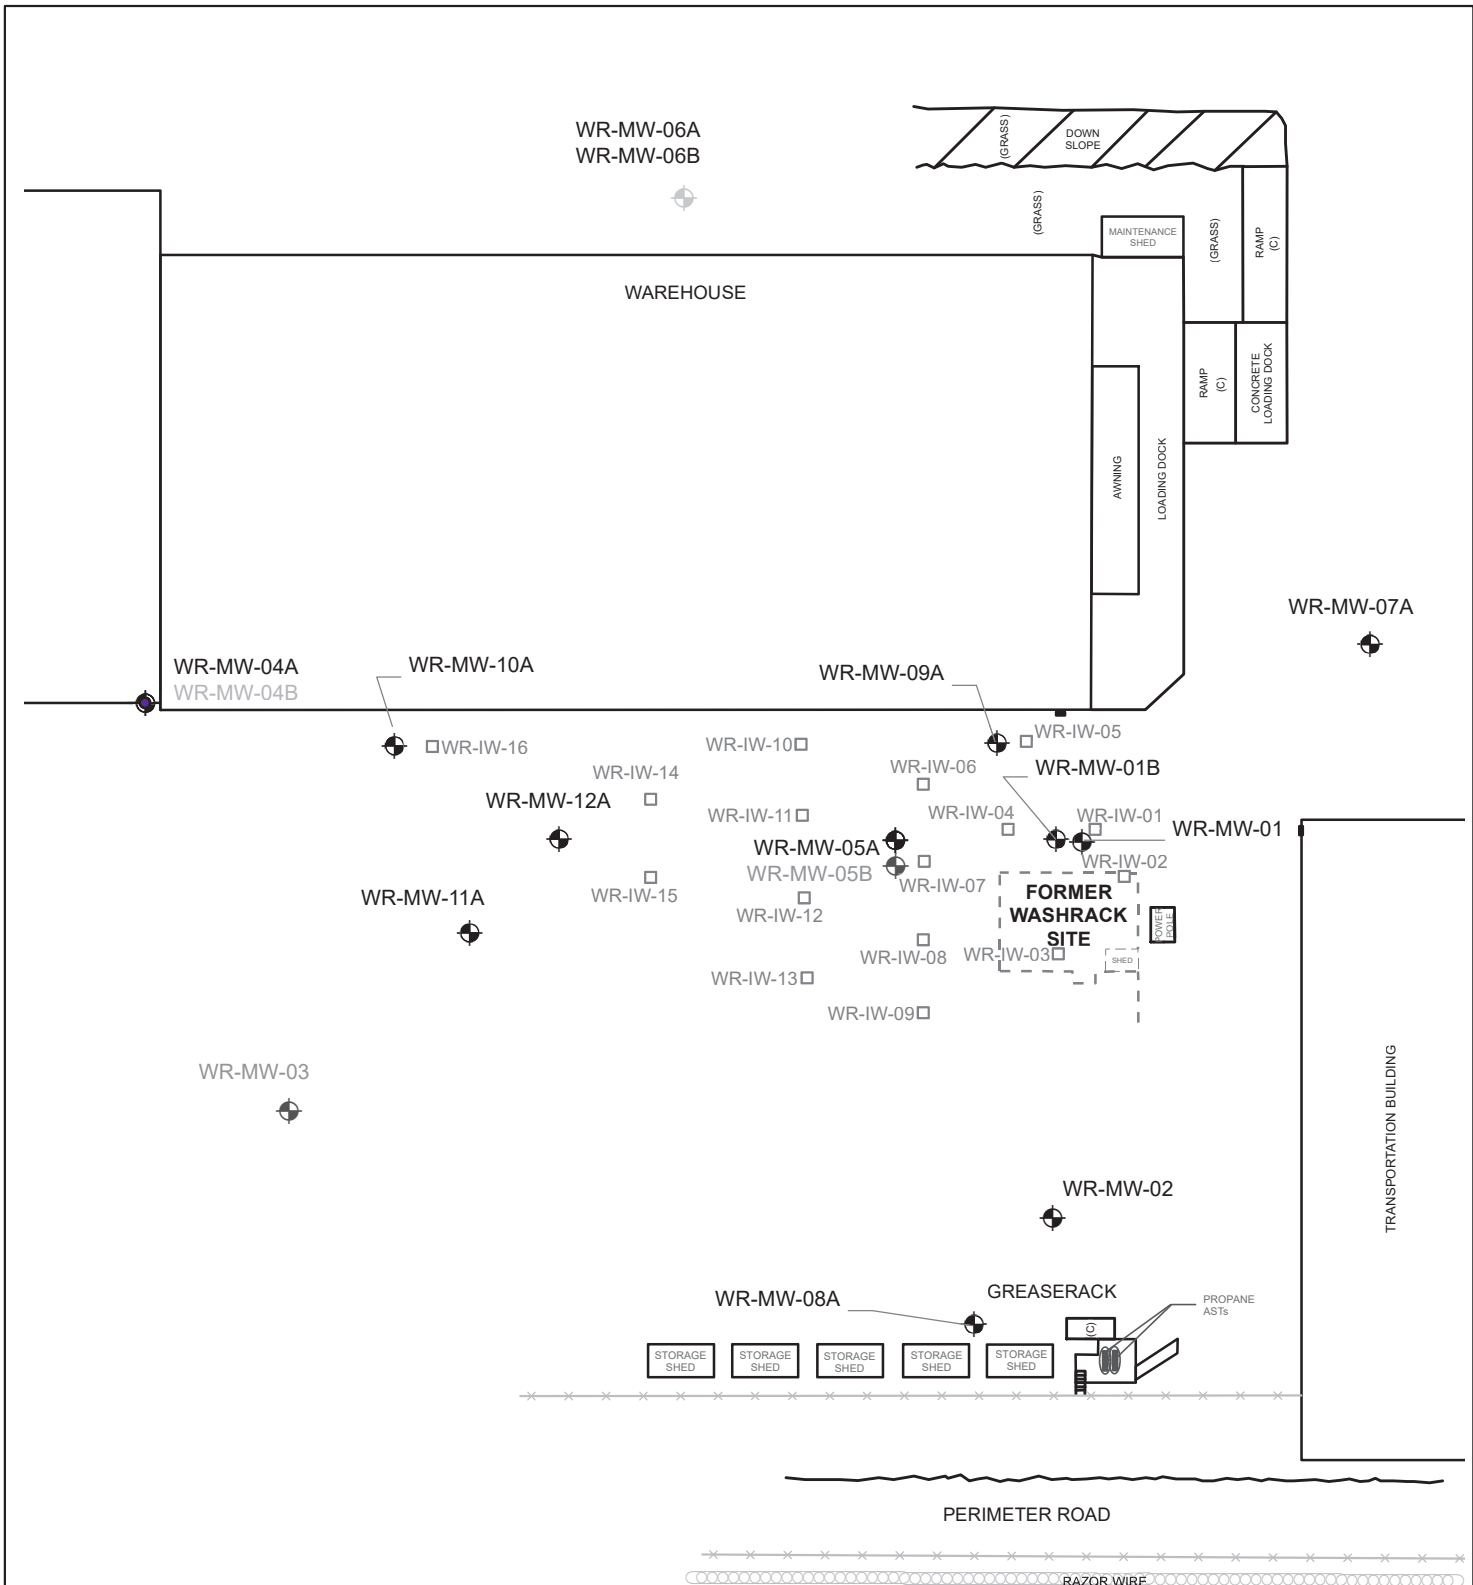 WR-MW-06A
WR-MW-06B
(GRASS)
DOWN
SLOPE
(GRASS)
MAINTENANCE
SHED
(GRASS)
RAMP
(C)
WAREHOUSE
RAMP
(C)
CONCRETE
LOADING DOCK
AWNING
LOADING DOCK
WR-MW-07A
WR-MW-04A
WR-MW-04B
WR-MW-10A
WR-MW-09A
WR-IW-16
WR-IW-10
WR-IW-05
WR-IW-14
WR-IW-06
WR-MW-01B
WR-MW-12A
WR-IW-11
WR-IW-04
WR-IW-01
WR-MW-01
WR-MW-05A
WR-MW-05B
WR-IW-02
WR-IW-15
WR-IW-07
WR-MW-11A
WR-IW-12
FORMER
WASHRACK
SITE
POWER
POLE
WR-IW-08
WR-IW-03
SHED
WR-IW-13
WR-IW-09
WR-MW-03
TRANSPORTATION BUILDING
WR-MW-02
WR-MW-08A
GREASERACK
PROPANE
ASTs
(C)
STORAGE
SHED
STORAGE
SHED
STORAGE
SHED
STORAGE
SHED
STORAGE
SHED
PERIMETER ROAD
RAZOR WIRE